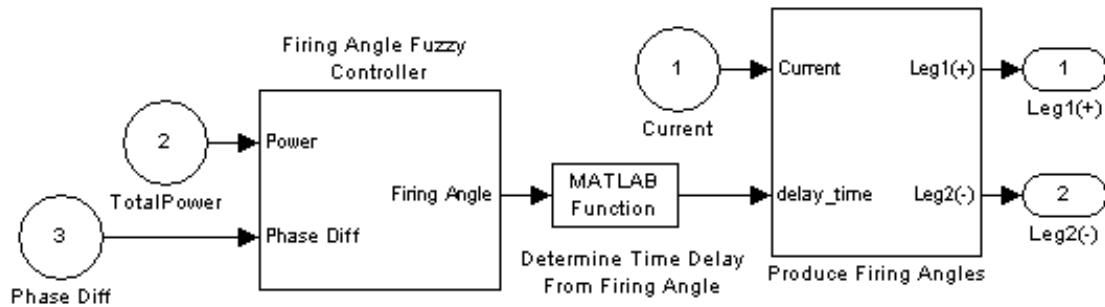 Firing Angle Fuzzy
Controller
2
TotalPower
3
Phase Diff
Power
Phase Diff
Firing Angle
MATLAB
Function
Determine Time Delay
From Firing Angle
1
Current
Current
delay_time
Leg1(+)
Leg2(-)
Produce Firing Angles
1
Leg1(+)
2
Leg2(-)